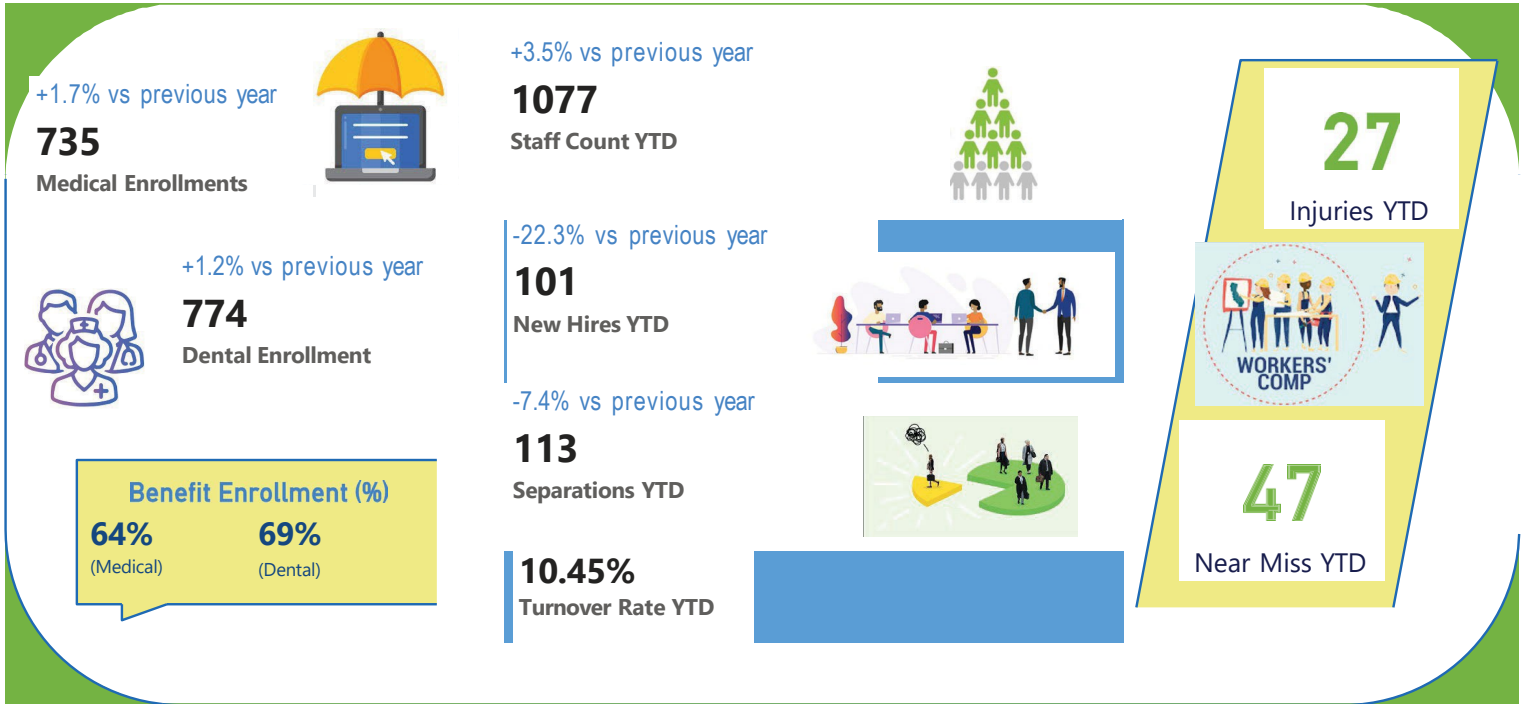 +1.7% vs previous year
735
Medical Enrollments
+1.2% vs previous year
774
Dental Enrollment
Benefit Enrollment (%)
64%
69%
(Medical)
(Dental)
+3.5% vs previous year
1077
Staff Count YTD
-22.3% vs previous year
101
New Hires YTD
-7.4% vs previous year
113
Separations YTD
10.45%
Turnover Rate YTD
27
Injuries YTD
WORKERS'
COMP
47
Near Miss YTD